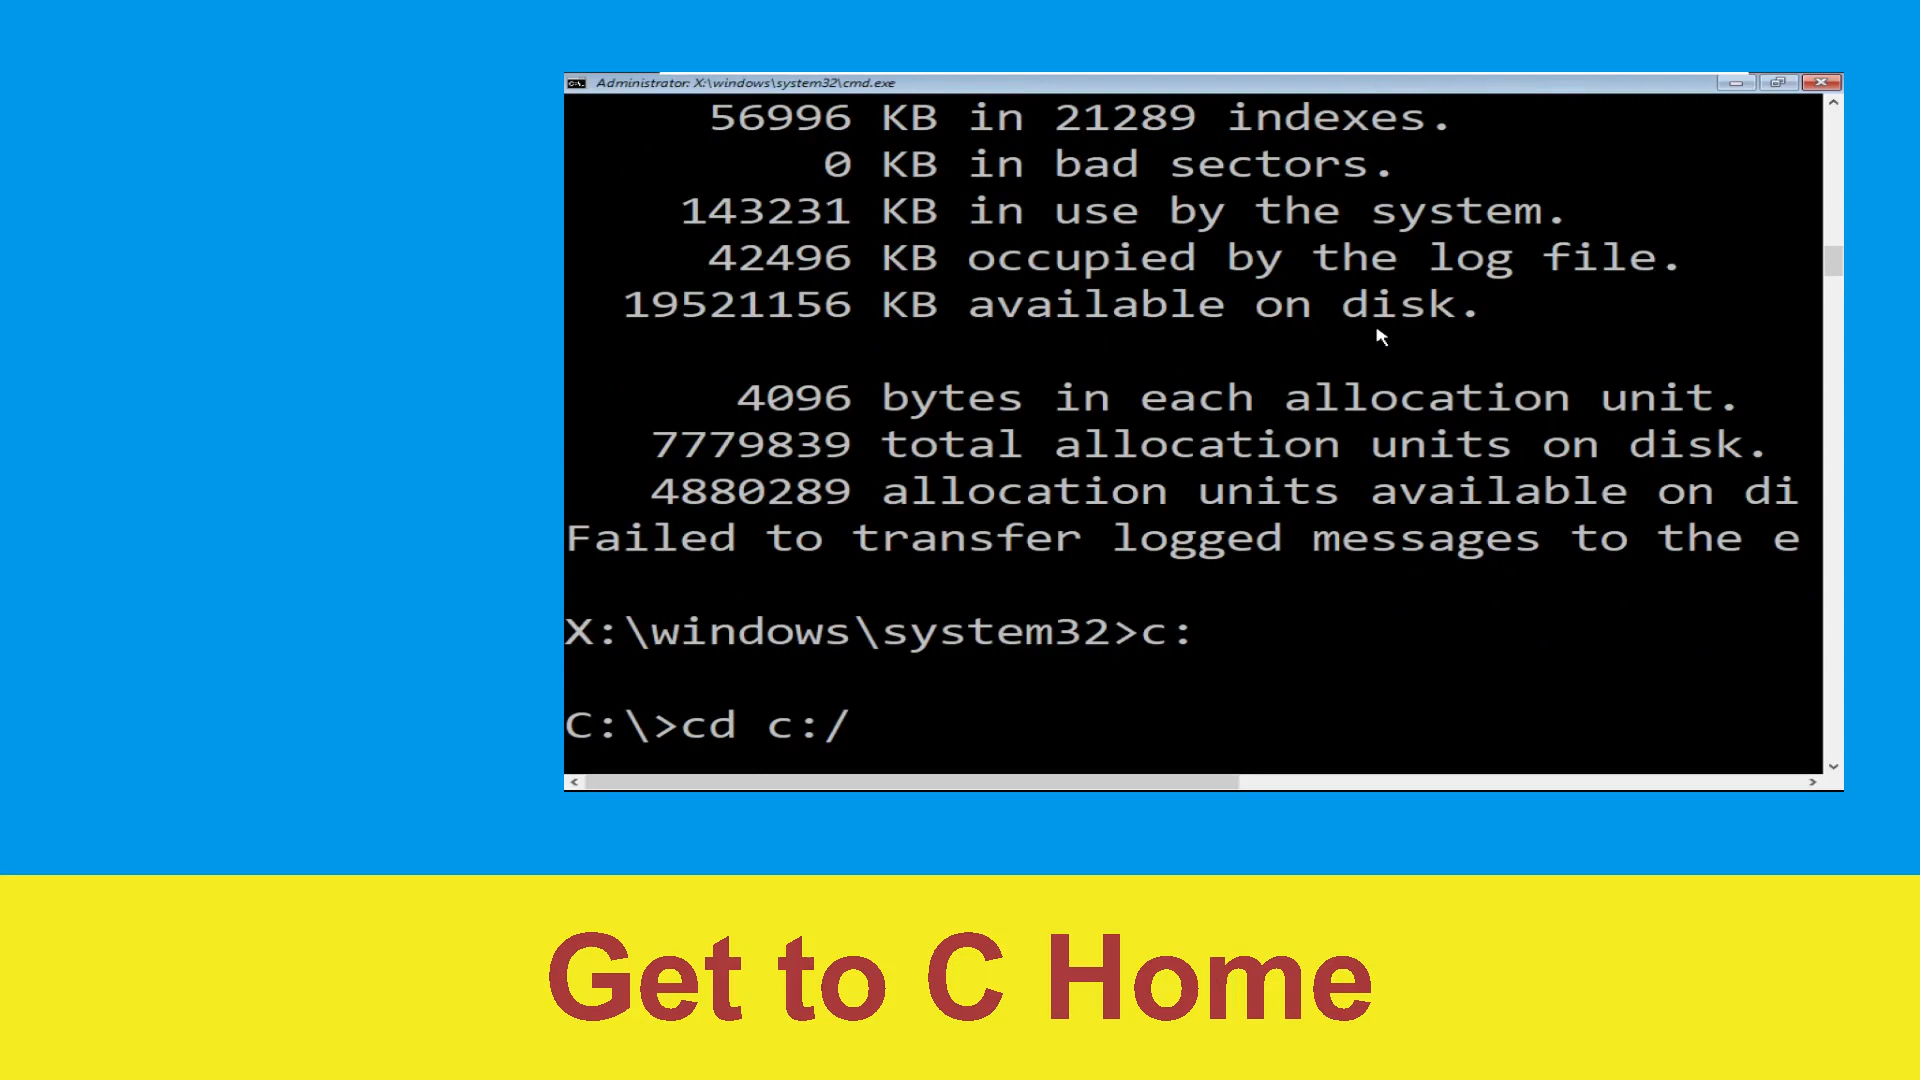 Administrator: X:\windows\system32\cmd.exe
56996 KB in 21289 indexes.
0 KB in bad sectors.
143231 KB in use by the system.
42496 KB occupied by the log file.
19521156 KB available on disk.
4096 bytes in each allocation unit.
7779839 total allocation units on disk.
4880289 allocation units available on di
Failed to transfer logged messages to the e
X:\windows\system32>c:
C:\>cd c:/
Get to C Home